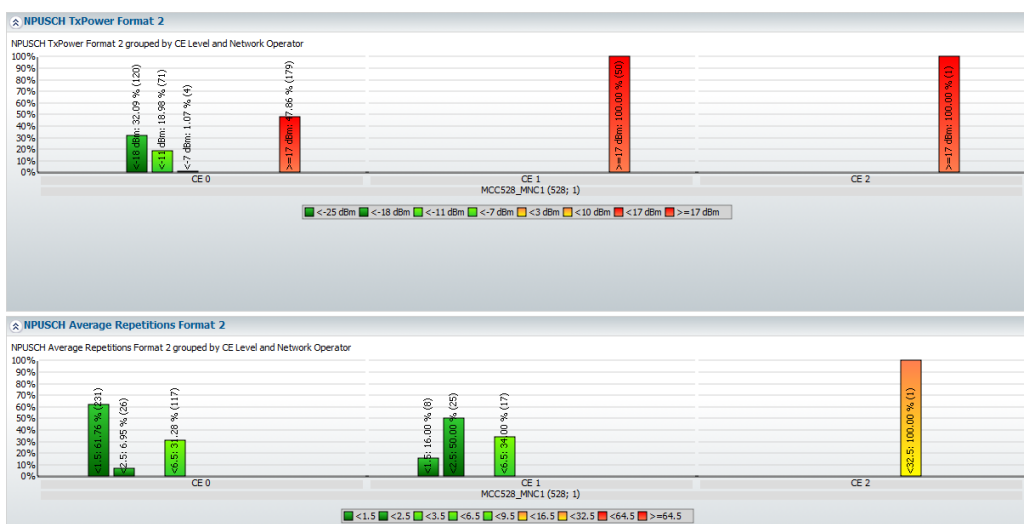 NPUSCH TxPower Format 2
NPUSCH TxPower Format 2 grouped by CE Level and Network Operator
100%
90%
80%
70%
60%
50%
40%
30%
20%
10%
0%
<-18 dBm: 32.09 % (120)
<-11 dBm: 18.98 % (71)
<-7 dBm: 1.07 % (4)
>=17 dBm: 47.86 % (179)
>=17 dBm: 100.00 % (50)
>=17 dBm: 100.00 % (1)
CE 0
CE 1
CE 2
MCC528_MNC1 (528; 1)
<-25 dBm <-18 dBm <-11 dBm <-7 dBm <3 dBm <10 dBm <17 dBm >=17 dBm
NPUSCH Average Repetitions Format 2
NPUSCH Average Repetitions Format 2 grouped by CE Level and Network Operator
100%
90%
80%
70%
60%
50%
40%
30%
20%
10%
0%
<1.5: 61.76 % (231)
<2.5: 6.95 % (26)
<6.5: 31.28 % (117)
<1.5: 16.00 % (8)
<2.5: 50.00 % (25)
<6.5: 34.00 % (17)
<32.5: 100.00 % (1)
CE 0
CE 1
CE 2
MCC528_MNC1 (528; 1)
<1.5 <2.5 <3.5 <6.5 <9.5 <16.5 <32.5 <64.5 >=64.5